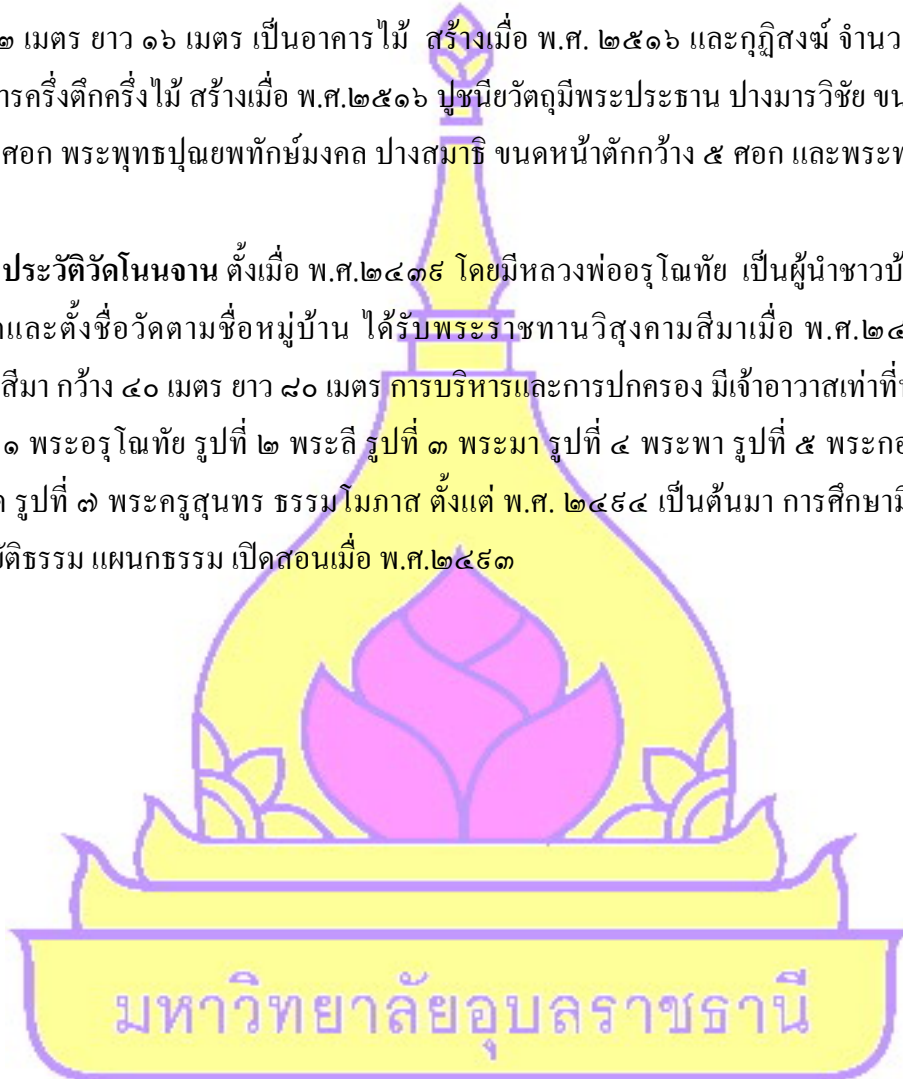 ๒ เมตร ยาว ๑๖ เมตร เป็นอาคารไม้ สร้างเมื่อ พ.ศ. ๒๕๑๖ และกุฏิสงฆ์
ครึ่งตึกครึ่งไม้ สร้างเมื่อ พ.ศ.๒๕๑๖ ปูชนียวัตถุมีพระประธาน ปางมารวิชัย
ศอก พระพุทธปุณยพทักษ์มงคล ปางสมาธิ ขนดหน้าตักกว้าง ๕ ศอก
ประวัติวัดโนนจาน ตั้งเมื่อ พ.ศ.๒๔๓๙ โดยมีหลวงพ่ออรุโณทัย เป็นผู้นำชาวบ้
และตั้งชื่อวัดตามชื่อหมู่บ้าน ได้รับพระราชทานวิสุงคามสีมาเมื่อ พ.ศ.๒๔
สีมา กว้าง ๔๐ เมตร ยาว ๘๐ เมตร การบริหารและการปกครอง มีเจ้าอาวาสเท่าที่
๑ พระอรุโณทัย รูปที่ ๒ พระลี รูปที่ ๓ พระมา รูปที่ ๔ พระพา รูปที่ ๕ พระกอ
รูปที่ ๗ พระครูสุนทร ธรรมโมภาส ตั้งแต่ พ.ศ. ๒๔๙๔ เป็นต้นมา การศึกษา
ัติธรรม แผนกธรรม เปิดสอนเมื่อ พ.ศ.๒๔๙๓
มหาวิทยาลัยอุบลราชธานี